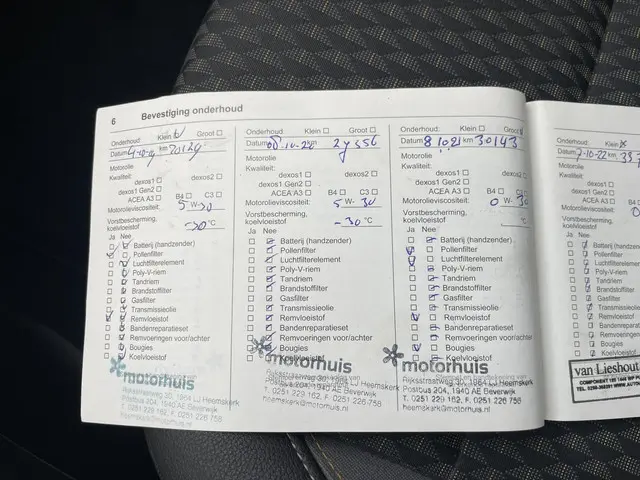 6 Bevestiging onderhoud
Onderhoud: Klein Groot
Datum 4-10-19 km 20129
Motorolie
Kwaliteit:
dexos1 dexos2
dexos1 Gen2
ACEA A3 B4 C3
Motorolieviscositeit: 5 W-30
Vorstbescherming,
koelvloeistof -30 °C
Ja Nee
Batterij (handzender)
Pollenfilter
Luchtfilterelement
Poly-V-riem
Tandriem
Brandstoffilter
Gasfilter
Transmissieolie
Remvloeistof
Bandenreparatieset
Remvoeringen voor/achter
Bougies
Koelvloeistof
motorhuis
Rijksstraatweg 30, 1964 LJ Heemskerk
Postbus 204, 1940 AE Beverwijk
T. 0251 229 162, F. 0251 226 758
heemskerk@motorhuis.nl
Onderhoud: Klein Groot
Datum km
Motorolie
Kwaliteit:
dexos1 dexos2
dexos1 Gen2
ACEA A3 B4 C3
Motorolieviscositeit: 5 W- 30
Vorstbescherming,
koelvloeistof -30 °C
Ja Nee
Batterij (handzender)
Pollenfilter
Luchtfilterelement
Poly-V-riem
Tandriem
Brandstoffilter
Gasfilter
Transmissieolie
Remvloeistof
Bandenreparatieset
Remvoeringen voor/achter
Bougies
Koelvloeistof
motorhuis
Rijksstraatweg 30, 1964 LJ Heemskerk
Postbus 204, 1940 AE Beverwijk
T. 0251 229 162, F. 0251 226 758
heemskerk@motorhuis.nl
Onderhoud: Klein Groot
Datum 8 10 21 km 30143
Motorolie
Kwaliteit:
dexos1 dexos2
dexos1 Gen2
ACEA A3 B4 C3
Motorolieviscositeit: 0 W- 30
Vorstbescherming,
koelvloeistof -30 °C
Ja Nee
Batterij (handzender)
Pollenfilter
Luchtfilterelement
Poly-V-riem
Tandriem
Brandstoffilter
Gasfilter
Transmissieolie
Remvloeistof
Bandenreparatieset
Remvoeringen voor/achter
Bougies
Koelvloeistof
motorhuis
Rijksstraatweg 30, 1964 LJ Heemskerk
Postbus 204, 1940 AE Beverwijk
T. 0251 229 162, F. 0251 226 758
heemskerk@motorhuis.nl
Onderhoud: Klein
Datum -10-22 km
Motorolie
Kwaliteit:
dexos1
dexos1 Gen2
ACEA A3
Motorolieviscositeit:
Vorstbescherming,
koelvloeistof
Ja Nee
Batterij (handzender)
Pollenfilter
Luchtfilterelement
Poly-V-riem
Tandriem
Brandstoffilter
Gasfilter
Transmissieolie
Remvloeistof
Bandenreparatieset
Remvoeringen
Bougies
van Lieshout